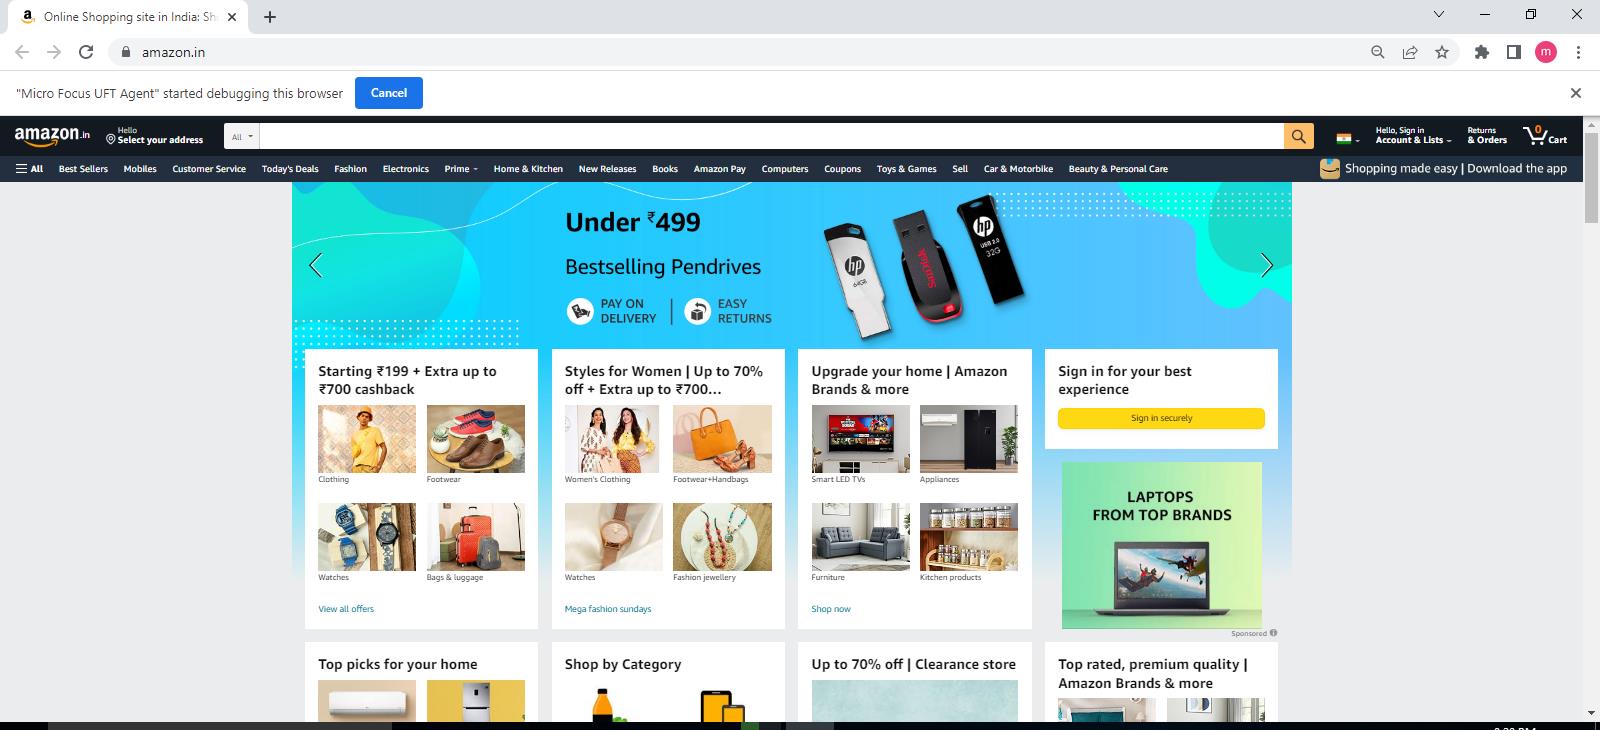 Online Shopping site in India: Sh
amazon.in
"Micro Focus UFT Agent" started debugging this browser
Cancel
m
amazon.in
Hello
Select your address
All
Hello, Sign in
Account & Lists
Returns
& Orders
0
Cart
All
Best Sellers
Mobiles
Customer Service
Today's Deals
Fashion
Electronics
Prime
Home & Kitchen
New Releases
Books
Amazon Pay
Computers
Coupons
Toys & Games
Sell
Car & Motorbike
Beauty & Personal Care
Shopping made easy | Download the app
Under ₹499
Bestselling Pendrives
PAY ON
DELIVERY
EASY
RETURNS
hp
64GB
SanDisk
hp
USB 2.0
32G
Starting ₹199 + Extra up to
₹700 cashback
Clothing
Footwear
Watches
Bags & luggage
View all offers
Styles for Women | Up to 70%
off + Extra up to ₹700...
Women's Clothing
Footwear+Handbags
Watches
Fashion jewellery
Mega fashion sundays
Upgrade your home | Amazon
Brands & more
Smart LED TVs
Appliances
Furniture
Kitchen products
Shop now
Sign in for your best
experience
Sign in securely
LAPTOPS
FROM TOP BRANDS
Sponsored
Top picks for your home
Shop by Category
Up to 70% off | Clearance store
Top rated, premium quality |
Amazon Brands & more